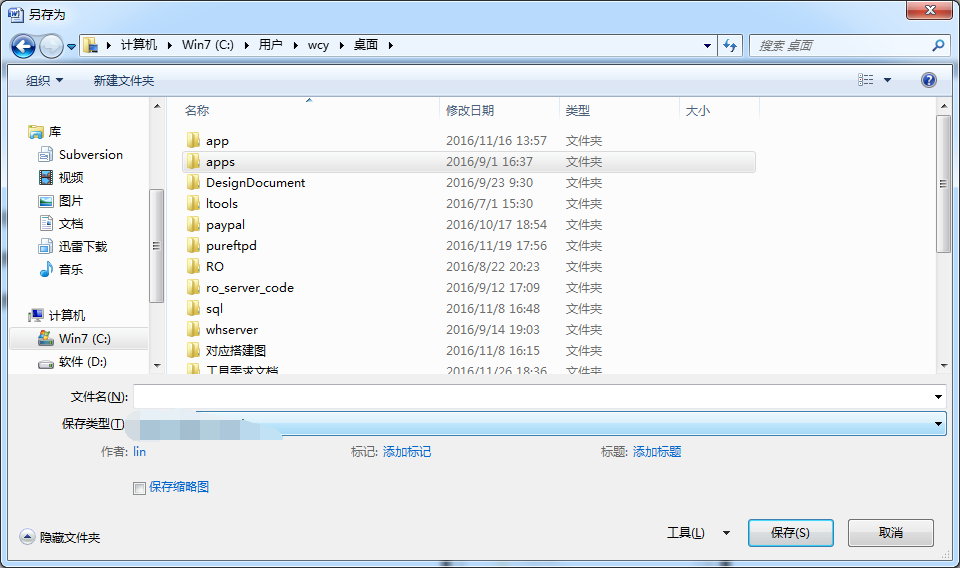 另存为
计算机 Win7 (C:) 用户 wcy 桌面
搜索 桌面
组织 新建文件夹
名称 修改日期 类型 大小
库
Subversion
视频
图片
文档
迅雷下载
音乐
计算机
Win7 (C:)
软件 (D:)
app 2016/11/16 13:57 文件夹
apps 2016/9/1 16:37 文件夹
DesignDocument 2016/9/23 9:30 文件夹
ltools 2016/7/1 15:30 文件夹
paypal 2016/10/17 18:54 文件夹
pureftpd 2016/11/19 17:56 文件夹
RO 2016/8/22 20:23 文件夹
ro_server_code 2016/9/12 17:09 文件夹
sql 2016/11/8 16:48 文件夹
whserver 2016/9/14 19:03 文件夹
对应搭建图 2016/11/8 16:15 文件夹
工具需求文档 2016/11/26 18:36 文件夹
文件名(N):
保存类型(T)
作者: lin 标记: 添加标记 标题: 添加标题
保存缩略图
隐藏文件夹 工具(L) 保存(S) 取消